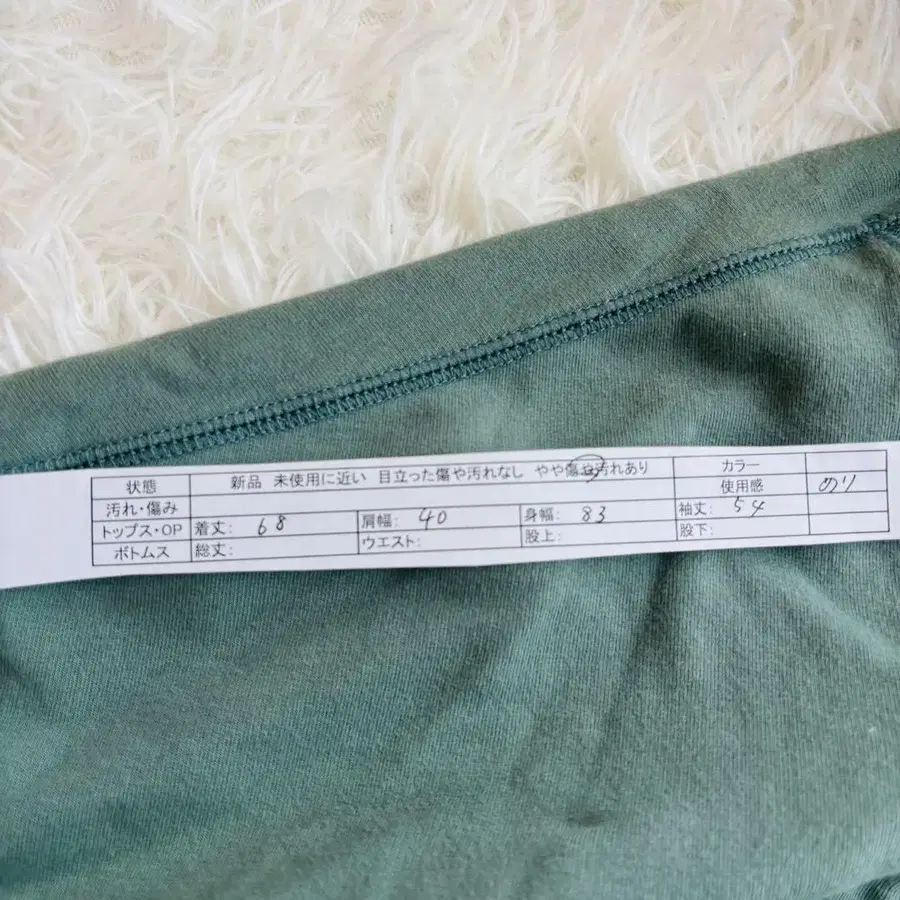 状態 新品 未使用に近い 目立った傷や汚れなし やや傷や汚れあり カラー
汚れ・傷み 使用感 のり
トップス・OP 着丈: 68 肩幅: 40 身幅: 83 袖丈: 54
ボトムス 総丈: ウエスト: 股上: 股下: